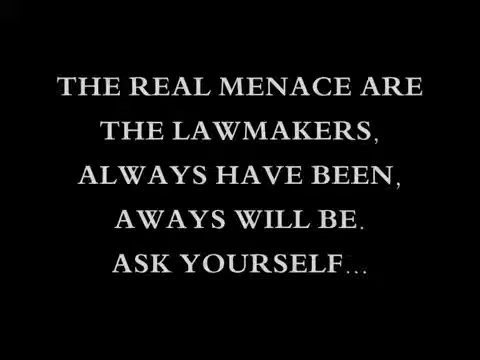 THE REAL MENACE ARE
THE LAWMAKERS,
ALWAYS HAVE BEEN,
AWAYS WILL BE.
ASK YOURSELF...